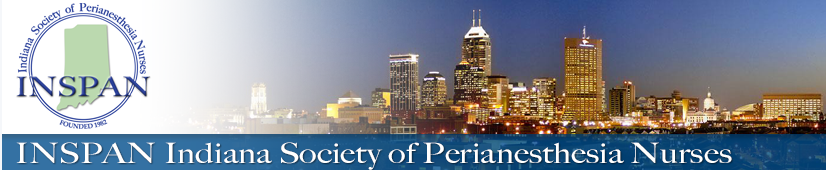 Indiana Society of Perianesthesia Nurses
INSPAN
FOUNDED 1982
INSPAN Indiana Society of Perianesthesia Nurses